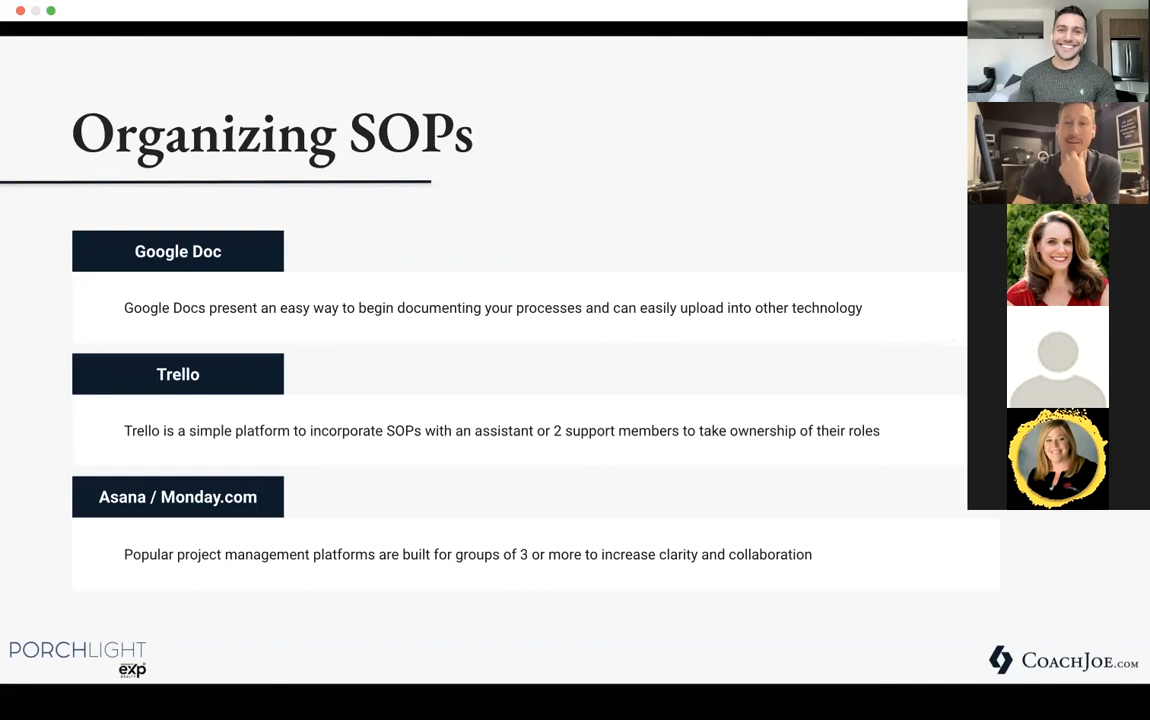 Organizing SOPs
Google Doc
Google Docs present an easy way to begin documenting your processes and can easily upload into other technology
Trello
Trello is a simple platform to incorporate SOPs with an assistant or 2 support members to take ownership of their roles
Asana / Monday.com
Popular project management platforms are built for groups of 3 or more to increase clarity and collaboration
PORCHLIGHT
exp
REALTY
COACHJOE.COM